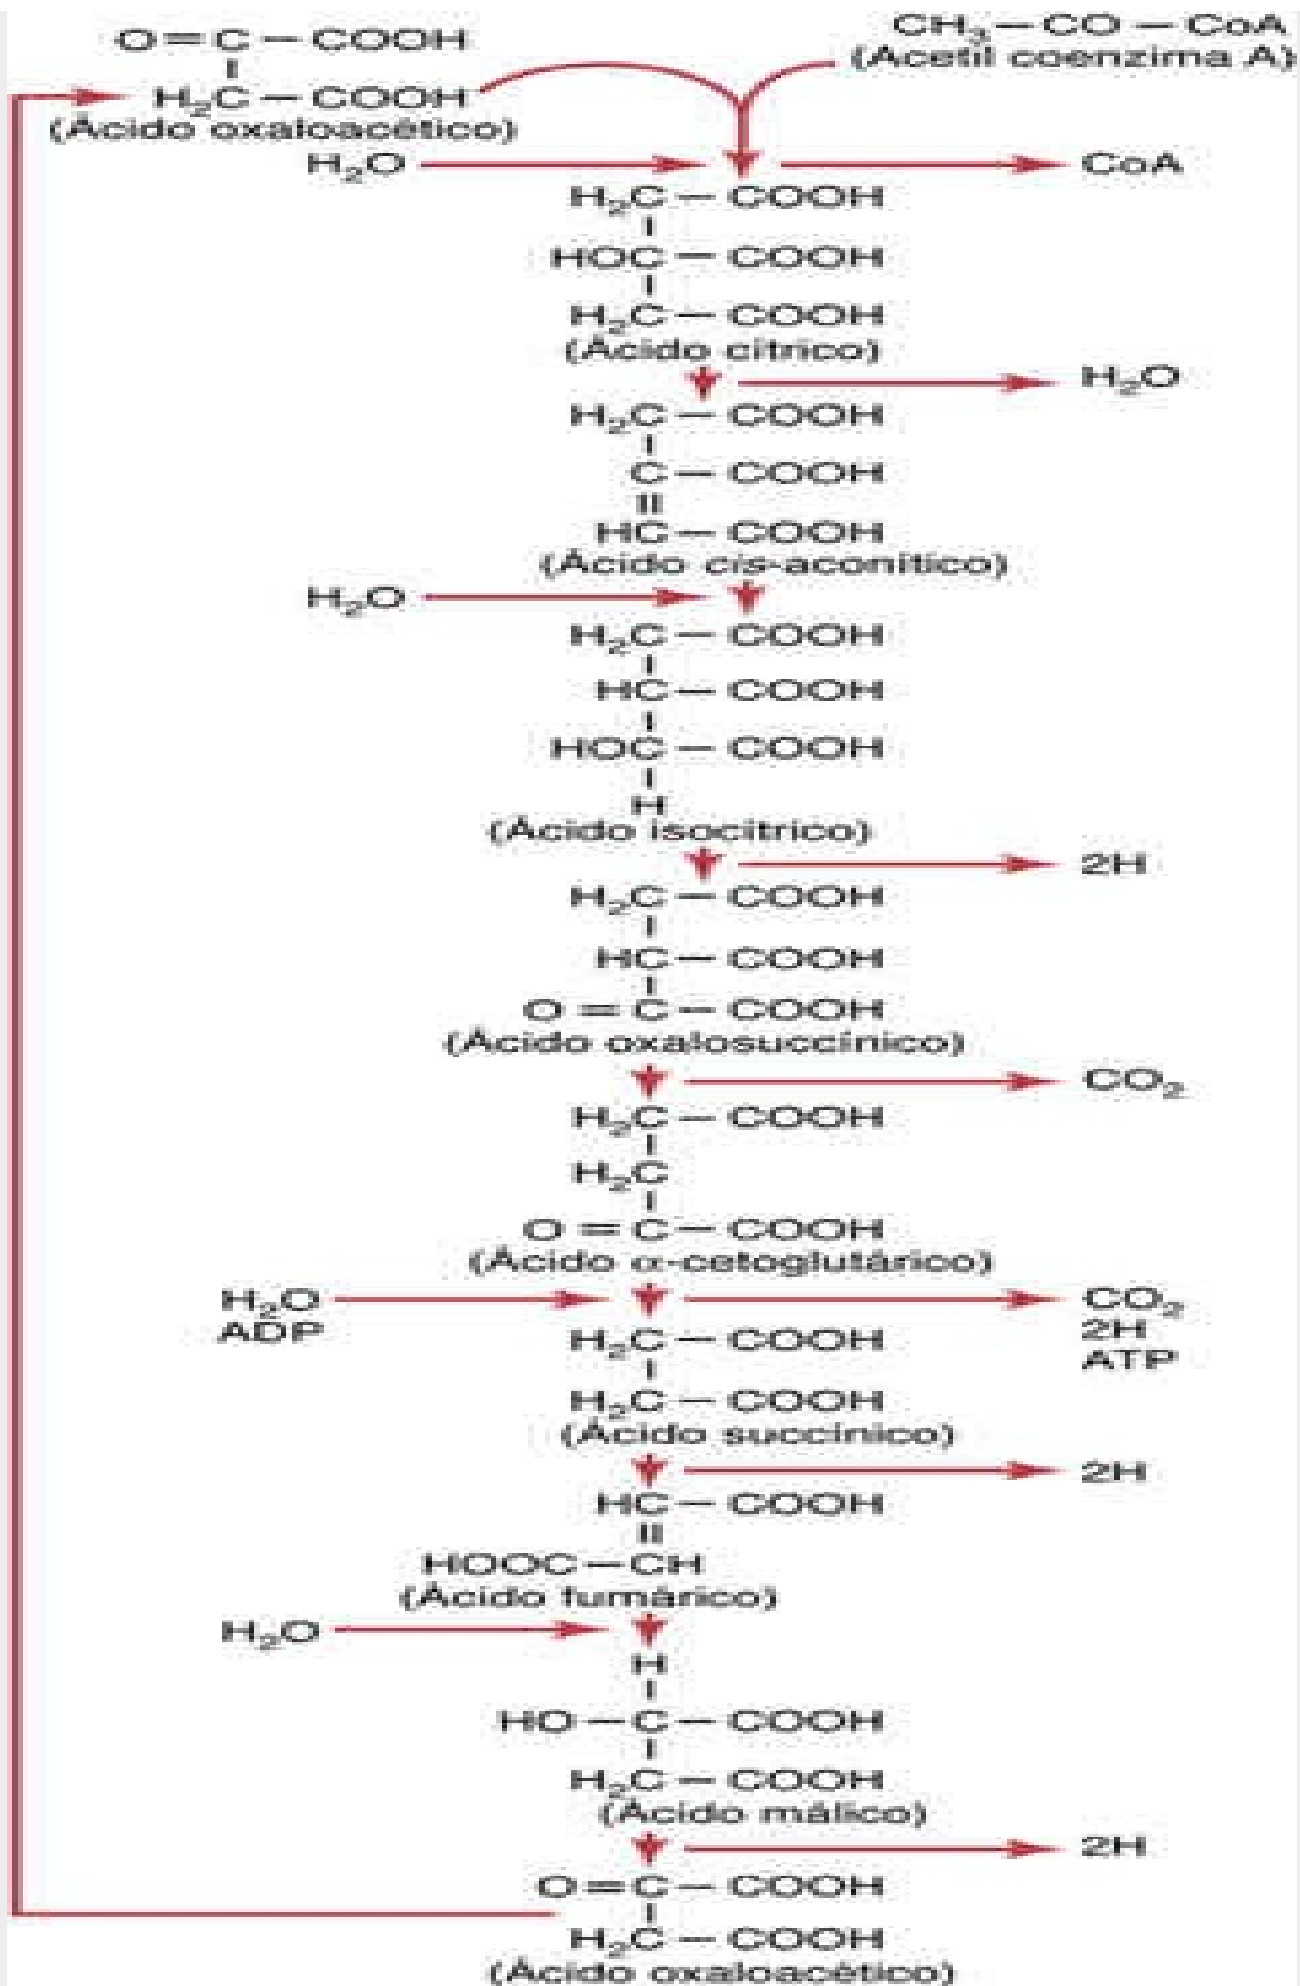 O=C — COOH
H₂C — COOH
(Ácido oxaloacético)
CH₃ — CO — CoA
(Acetil coenzima A)
H₂O
CoA
H₂C — COOH
HOC — COOH
H₂C — COOH
(Ácido cítrico)
H₂O
H₂C — COOH
C — COOH
HC — COOH
(Ácido cis-aconítico)
H₂O
H₂C — COOH
HC — COOH
HOC — COOH
H
(Ácido isocítrico)
2H
H₂C — COOH
HC — COOH
O = C — COOH
(Ácido oxalosuccínico)
CO₂
H₂C — COOH
H₂C
O = C — COOH
(Ácido α-cetoglutárico)
H₂O
ADP
CO₂
2H
ATP
H₂C — COOH
H₂C — COOH
(Ácido succínico)
2H
HC — COOH
HOOC — CH
(Ácido fumárico)
H₂O
H
HO — C — COOH
H₂C — COOH
(Ácido málico)
2H
O=C — COOH
H₂C — COOH
(Ácido oxaloacético)